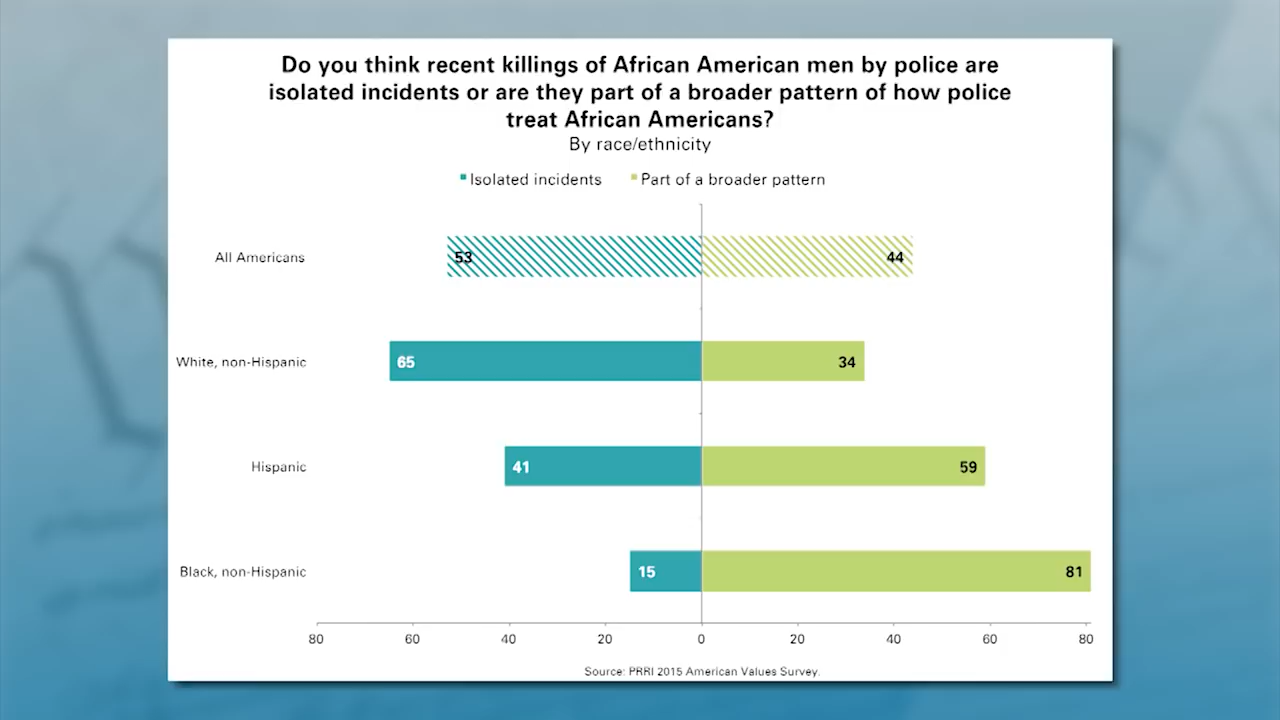 Do you think recent killings of African American men by police are
isolated incidents or are they part of a broader pattern of how police
treat African Americans?
By race/ethnicity
Isolated incidents Part of a broader pattern
All Americans 53 44
White, non-Hispanic 65 34
Hispanic 41 59
Black, non-Hispanic 15 81
80 60 40 20 0 20 40 60 80
Source: PRRI 2015 American Values Survey.